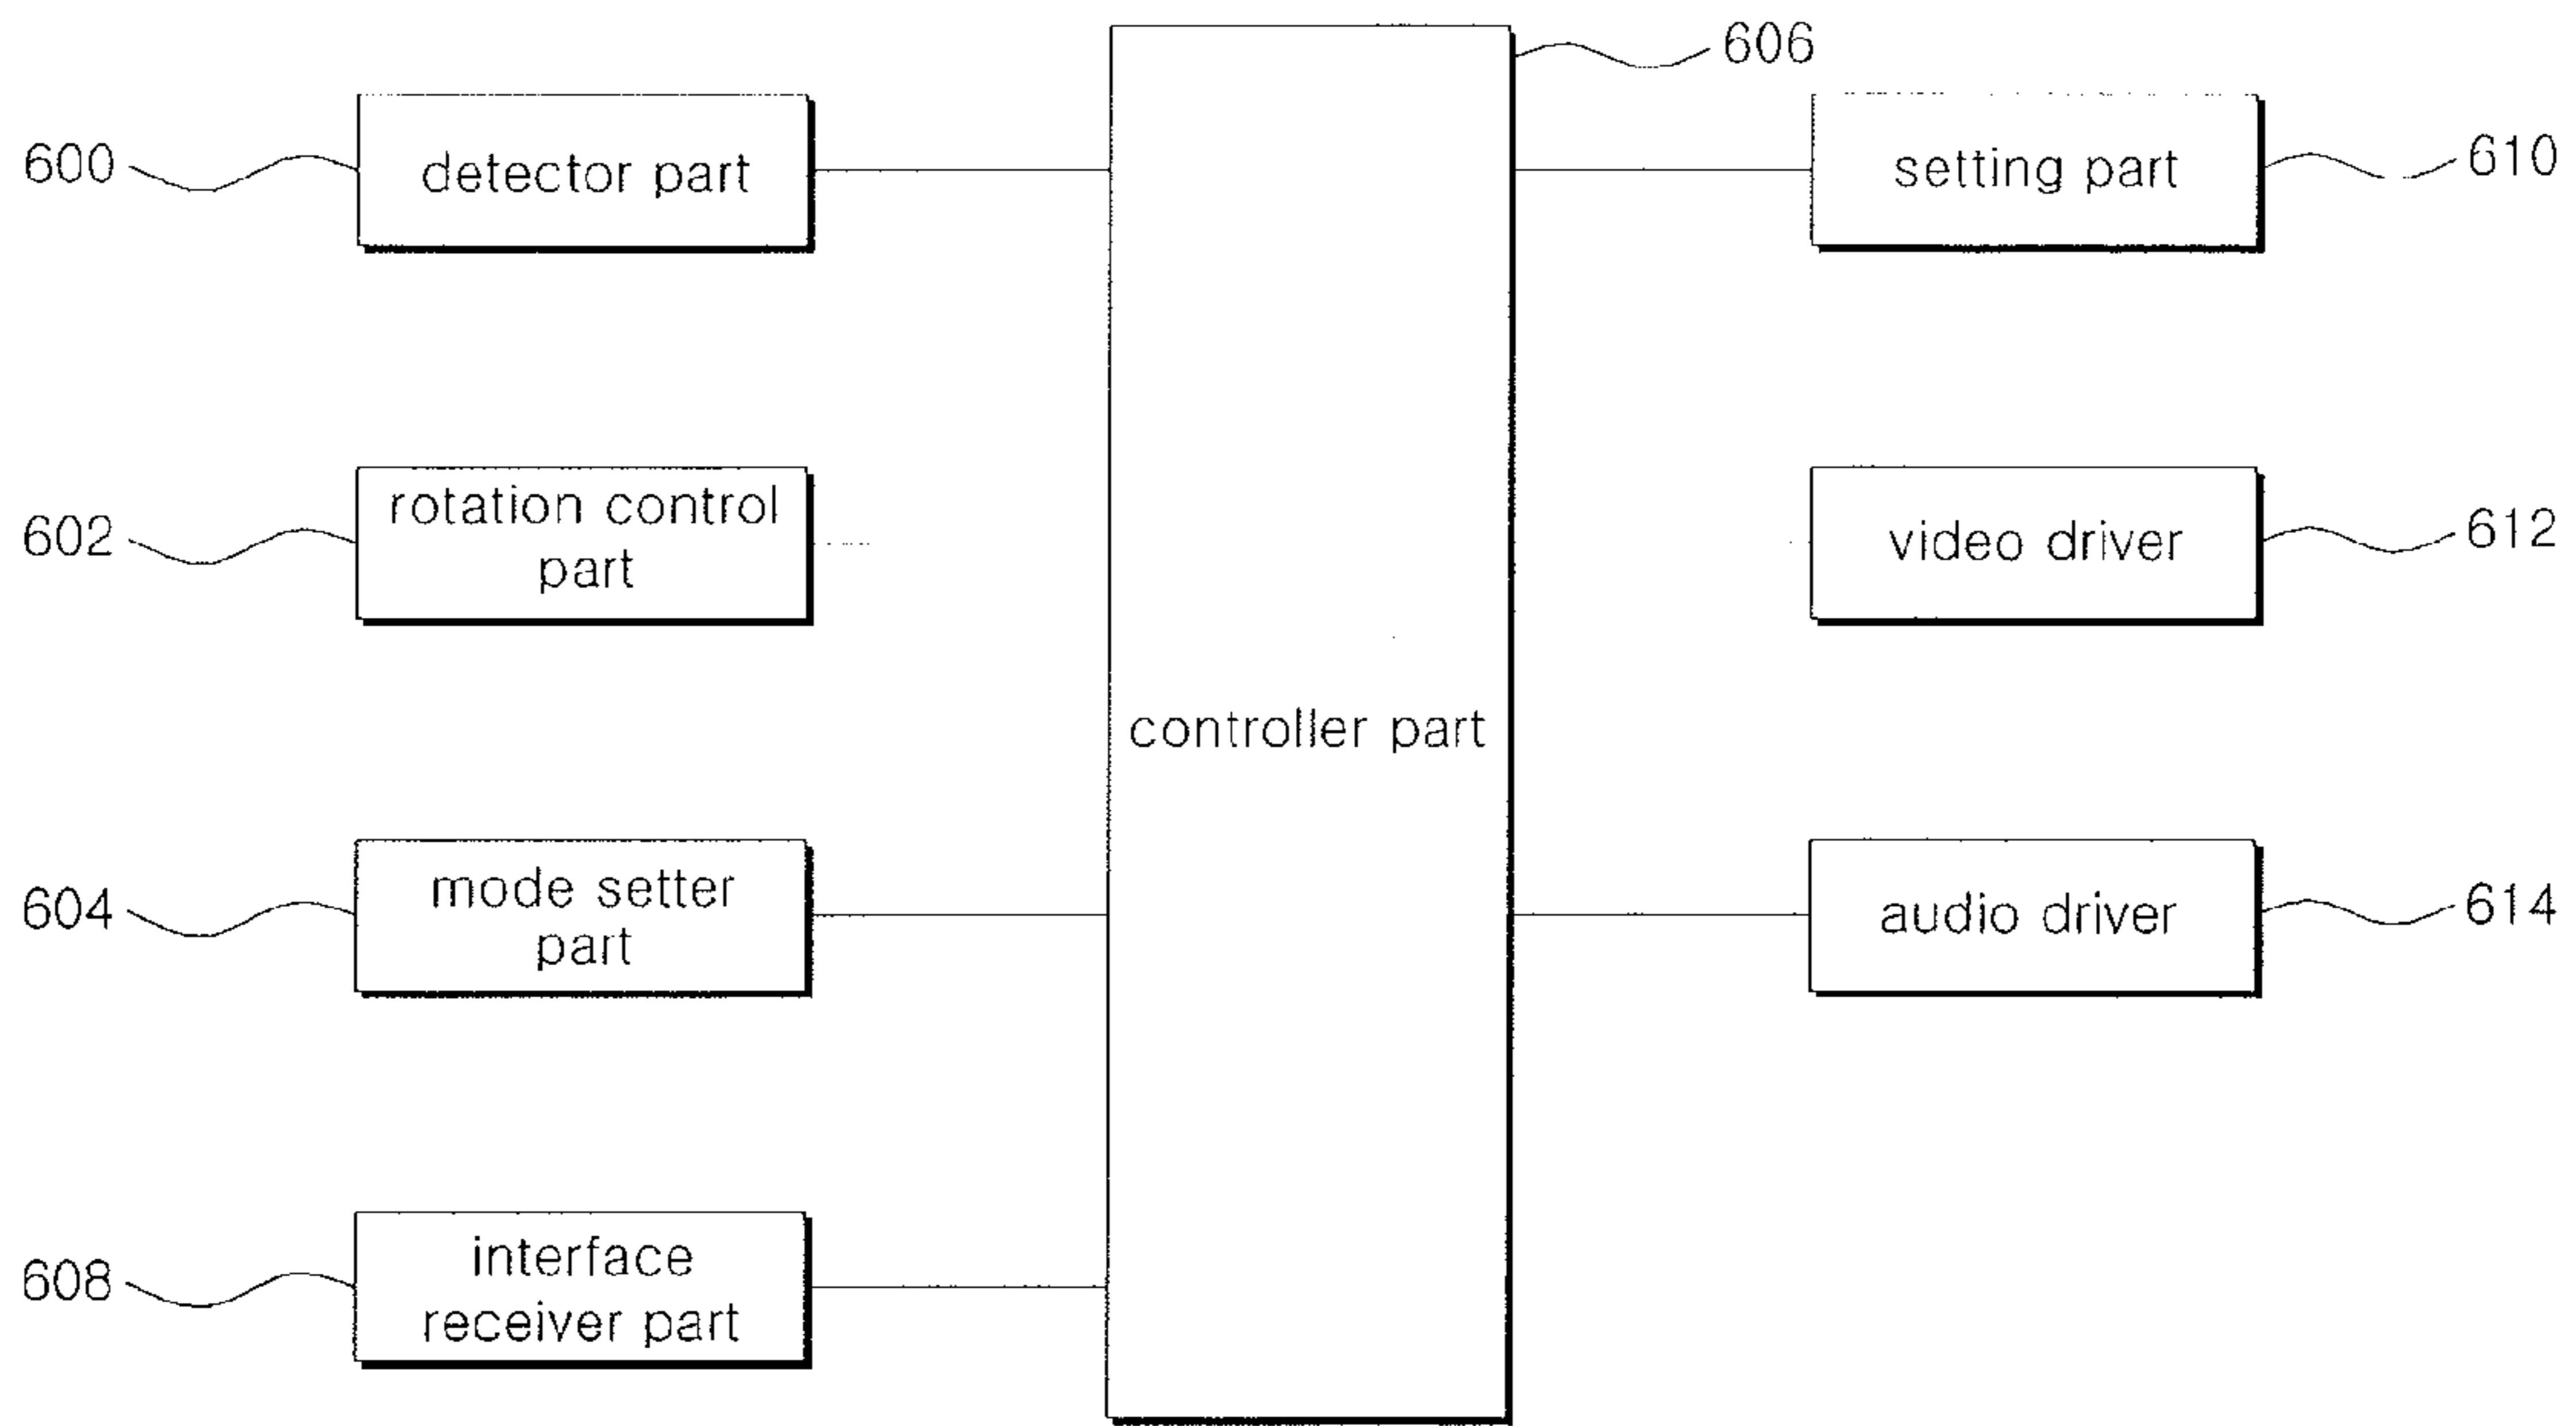 606
600
detector part
setting part
610
602
rotation control
part
video driver
612
controller part
604
mode setter
part
audio driver
614
608
interface
receiver part